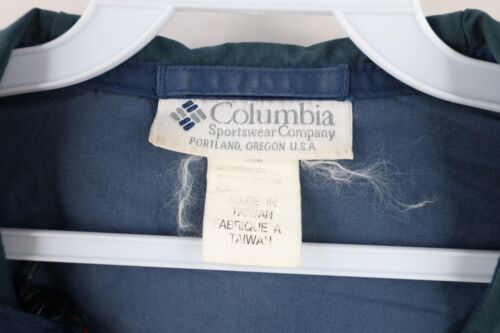 Columbia
Sportswear Company
PORTLAND, OREGON U.S.A.
MADE IN
TAIWAN
FABRIQUE A
TAIWAN